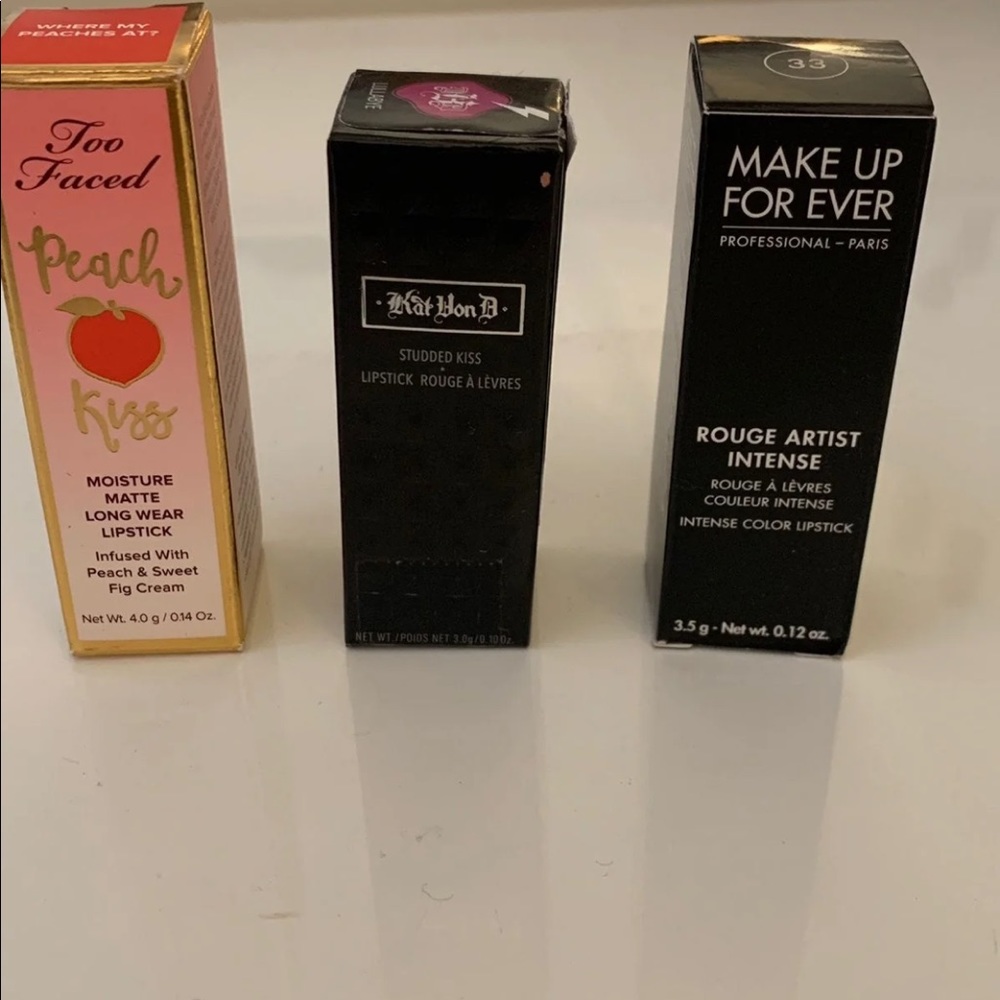 WHERE MY
PEACHES AT?
Too
Faced
Peach
Kiss
MOISTURE
MATTE
LONG WEAR
LIPSTICK
Infused With
Peach & Sweet
Fig Cream
Net Wt. 4.0 g / 0.14 Oz.
LULLABYE
Kat Von D
STUDDED KISS
LIPSTICK ROUGE À LÈVRES
NET WT./POIDS NET 3.0g/0.10 Oz.
33
MAKE UP
FOR EVER
PROFESSIONAL – PARIS
ROUGE ARTIST
INTENSE
ROUGE À LÈVRES
COULEUR INTENSE
INTENSE COLOR LIPSTICK
3.5 g - Net wt. 0.12 oz.